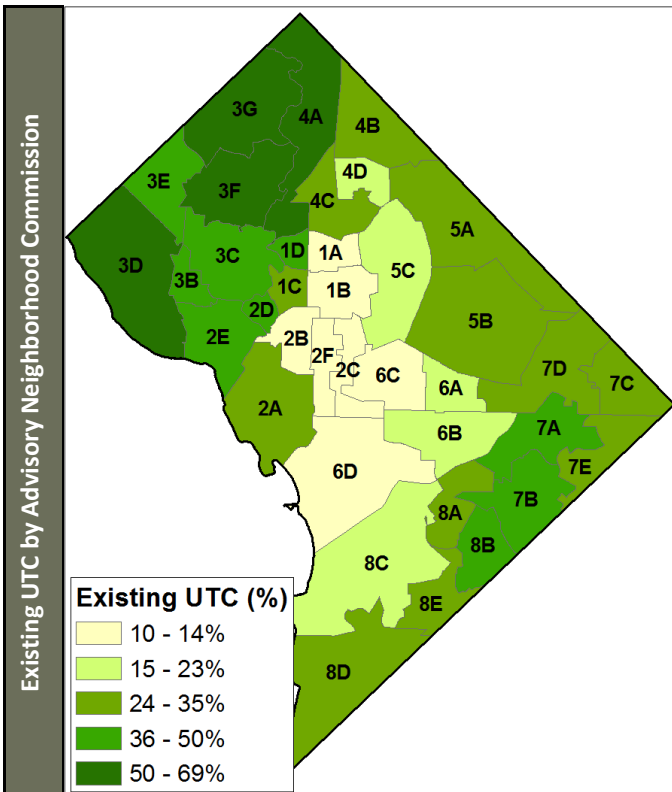 Existing UTC by Advisory Neighborhood Commission
3G
4A
4B
3E
4D
3F
4C
5A
3D
3C
1D
1A
5C
3B
1C
1B
2D
5B
2E
2B
2F
2C
6C
7D
7C
6A
2A
7A
6B
7E
6D
7B
8A
8B
8C
8E
8D
Existing UTC (%)
10 - 14%
15 - 23%
24 - 35%
36 - 50%
50 - 69%